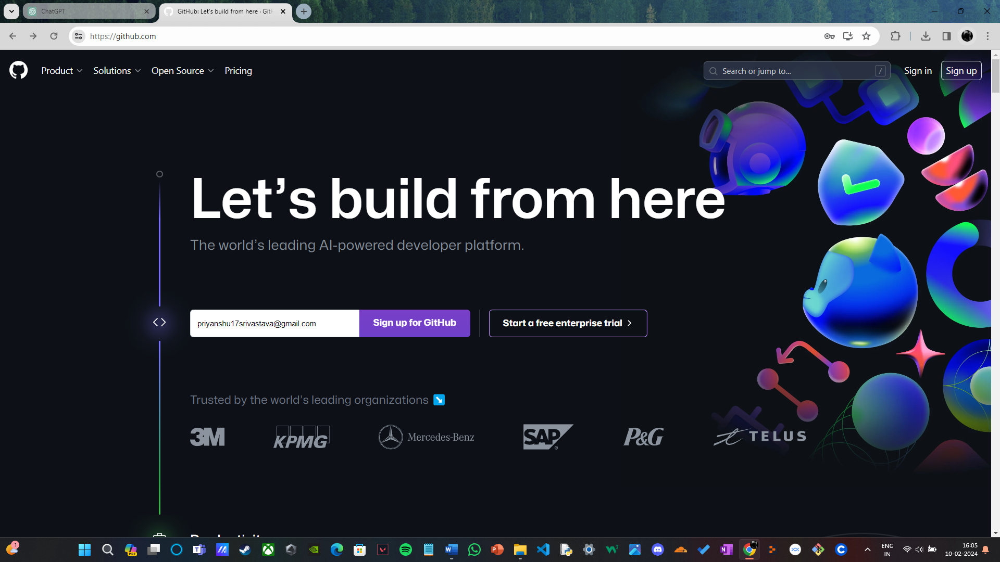 ChatGPT
GitHub: Let's build from here · Git
https://github.com
Product
Solutions
Open Source
Pricing
Search or jump to...
/
Sign in
Sign up
Let’s build from here
The world’s leading AI-powered developer platform.
priyanshu17srivastava@gmail.com
Sign up for GitHub
Start a free enterprise trial
Trusted by the world’s leading organizations
3M
KPMG
Mercedes-Benz
SAP
P&G
TELUS
1
PRE
ENG
IN
16:05
10-02-2024